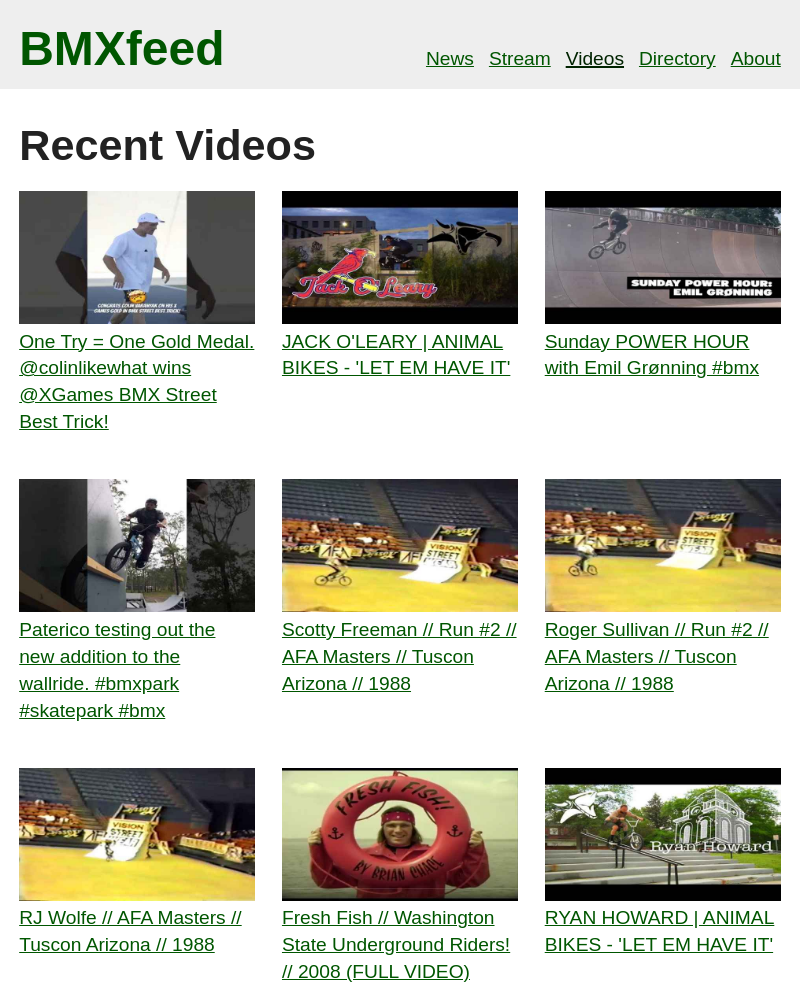 BMXfeed
News Stream Videos Directory About
Recent Videos
CONGRATS COLIN VARANYAK ON HIS X
GAMES GOLD IN BMX STREET BEST TRICK!
Jack O'Leary
SUNDAY POWER HOUR:
EMIL GRØNNING
One Try = One Gold Medal.
@colinlikewhat wins
@XGames BMX Street
Best Trick!
JACK O'LEARY | ANIMAL
BIKES - 'LET EM HAVE IT'
Sunday POWER HOUR
with Emil Grønning #bmx
AFA
VISION
STREET
AFA
VISION
STREET
Paterico testing out the
new addition to the
wallride. #bmxpark
#skatepark #bmx
Scotty Freeman // Run #2 //
AFA Masters // Tuscon
Arizona // 1988
Roger Sullivan // Run #2 //
AFA Masters // Tuscon
Arizona // 1988
VISION
STREET
FRESH FISH!
BY BRIAN CHASE
Ryan Howard
RJ Wolfe // AFA Masters //
Tuscon Arizona // 1988
Fresh Fish // Washington
State Underground Riders!
// 2008 (FULL VIDEO)
RYAN HOWARD | ANIMAL
BIKES - 'LET EM HAVE IT'